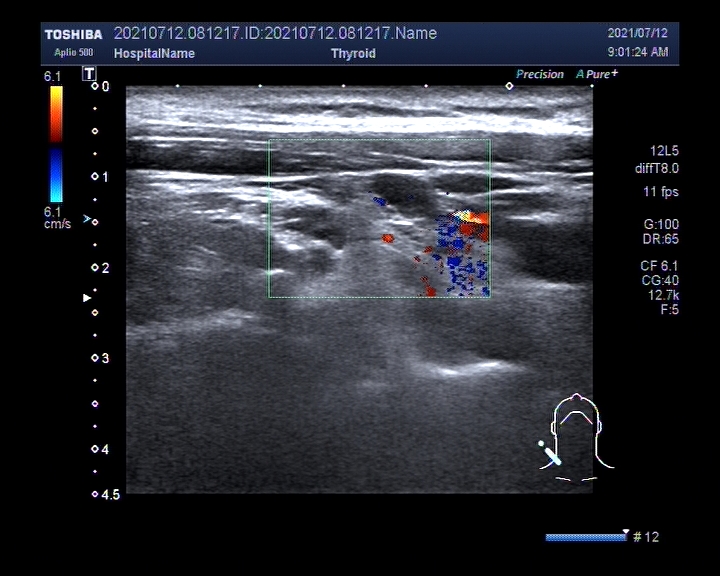 TOSHIBA 20210712.081217.ID:20210712.081217.Name 2021/07/12
Aplio 500 HospitalName Thyroid 9:01:24 AM
Precision A Pure+
6.1 T 0
12L5
diffT8.0
11 fps
1
6.1
cm/s
G:100
DR:65
2
CF 6.1
CG:40
12.7k
F:5
3
4
4.5
# 12